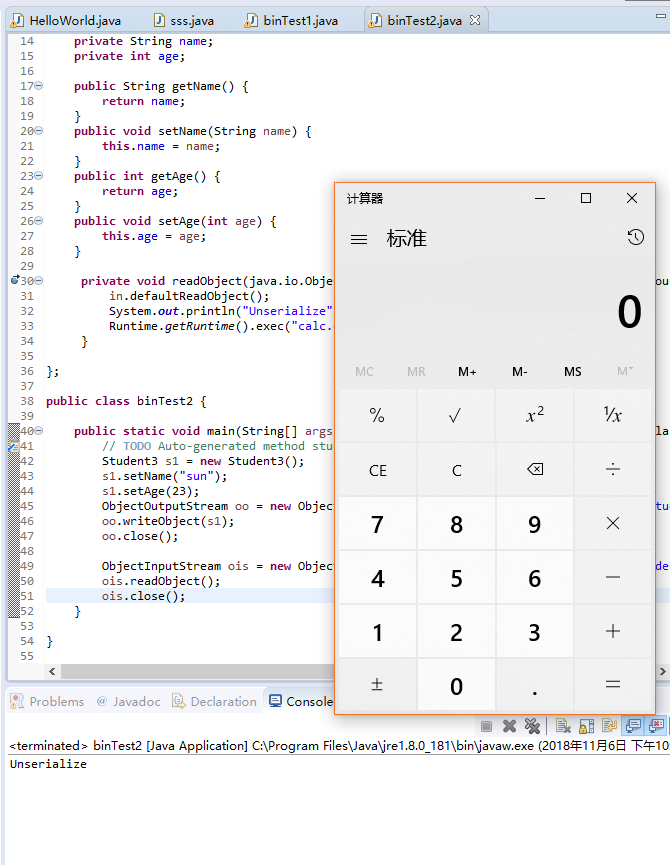 HelloWorld.java sss.java binTest1.java binTest2.java
14 private String name;
15 private int age;
16
17 public String getName() {
18 return name;
19 }
20 public void setName(String name) {
21 this.name = name;
22 }
23 public int getAge() {
24 return age;
25 }
26 public void setAge(int age) {
27 this.age = age;
28 }
29
30 private void readObject(java.io.Obje
31 in.defaultReadObject();
32 System.out.println("Unserialize"
33 Runtime.getRuntime().exec("calc.
34 }
35
36 };
37
38 public class binTest2 {
39
40 public static void main(String[] args
41 // TODO Auto-generated method stu
42 Student3 s1 = new Student3();
43 s1.setName("sun");
44 s1.setAge(23);
45 ObjectOutputStream oo = new Object
46 oo.writeObject(s1);
47 oo.close();
48
49 ObjectInputStream ois = new Object
50 ois.readObject();
51 ois.close();
52 }
53
54 }
55
计算器
标准
0
MC MR M+ M- MS M˅
% √ x² ¹/x
CE C ÷
7 8 9 ×
4 5 6 −
1 2 3 +
± 0 . =
Problems @ Javadoc Declaration Console
<terminated> binTest2 [Java Application] C:\Program Files\Java\jre1.8.0_181\bin\javaw.exe (2018年11月6日 下午10
Unserialize